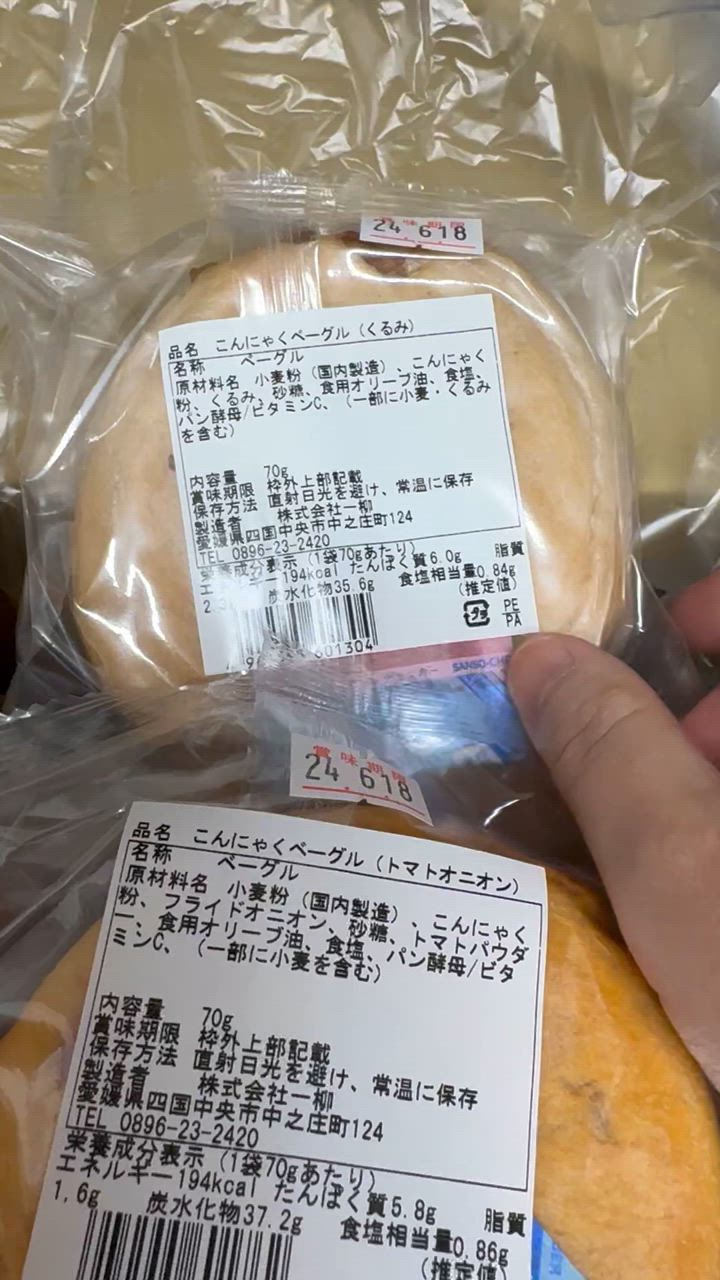 賞味期限
24.6.18
品名 こんにゃくベーグル（くるみ）
名称 ベーグル
原材料名 小麦粉（国内製造）、こんにゃく
粉、くるみ、砂糖、食用オリーブ油、食塩、
パン酵母/ビタミンC、（一部に小麦・くるみ
を含む）
内容量 70g
賞味期限 枠外上部記載
保存方法 直射日光を避け、常温に保存
製造者 株式会社一柳
愛媛県四国中央市中之庄町124
TEL 0896-23-2420
栄養成分表示（1袋70gあたり）
エネルギー194kcal たんぱく質6.0g 脂質
炭水化物35.6g 食塩相当量0.84g
（推定値）
プラ
PE
PA
601304
賞味期限
24.6.18
品名 こんにゃくベーグル（トマトオニオン）
名称 ベーグル
原材料名 小麦粉（国内製造）、こんにゃく
粉、フライドオニオン、砂糖、トマトパウダ
ー、食用オリーブ油、食塩、パン酵母/ビタ
ミンC、（一部に小麦を含む）
内容量 70g
賞味期限 枠外上部記載
保存方法 直射日光を避け、常温に保存
製造者 株式会社一柳
愛媛県四国中央市中之庄町124
TEL 0896-23-2420
栄養成分表示（1袋70gあたり）
エネルギー194kcal たんぱく質5.8g 脂質
1.6g 炭水化物37.2g 食塩相当量0.86g
（推定値）